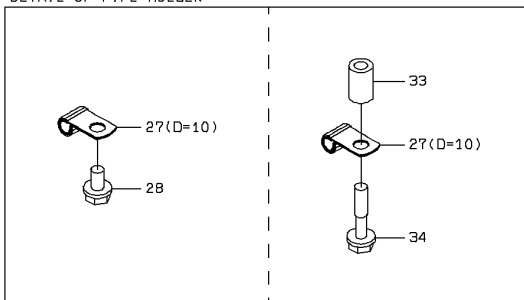 DETAIL OF PIPE HOLDER
27(D=10)
28
33
27(D=10)
34